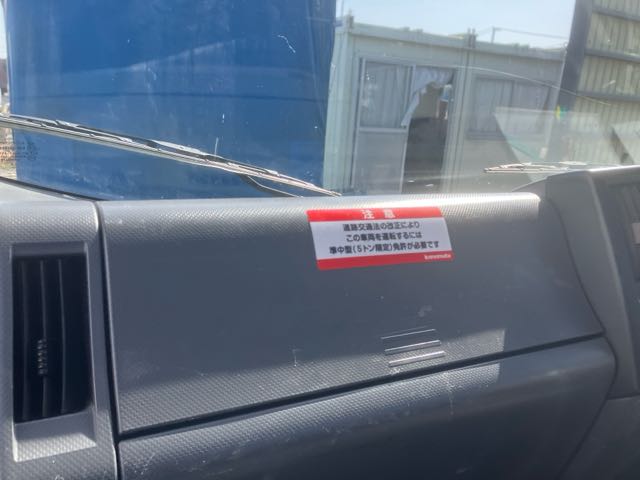 注意
道路交通法の改正により
この車両を運転するには
準中型(5トン限定)免許が必要です
kanamoto